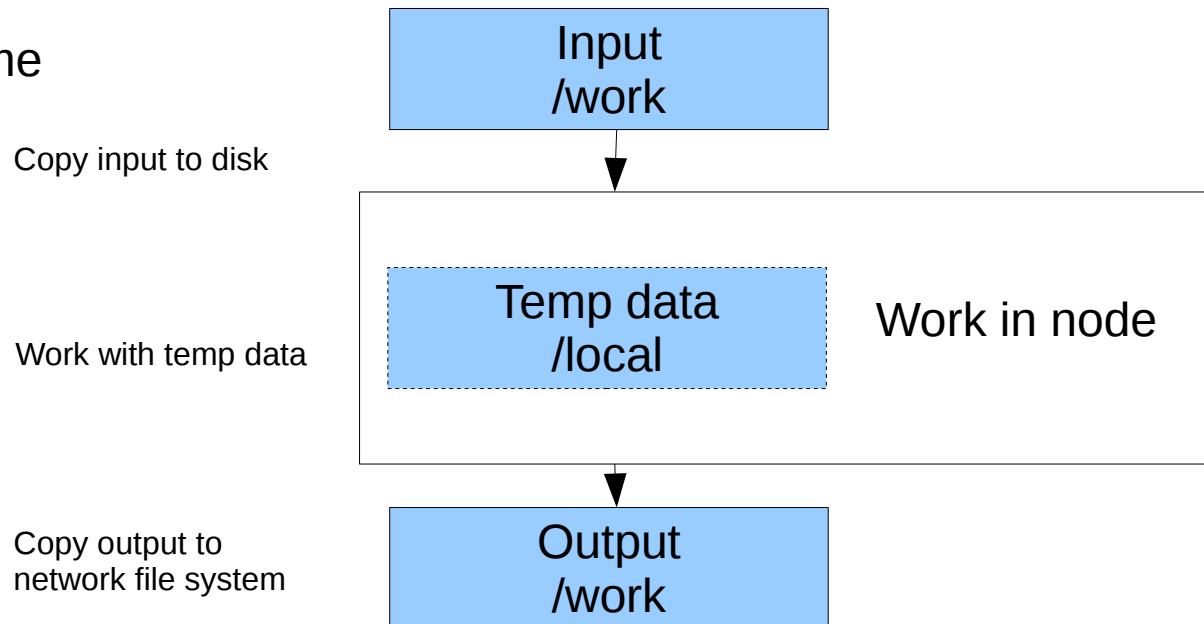 Input
/work
Copy input to disk
Temp data
/local
Work in node
Work with temp data
Output
/work
Copy output to
network file system